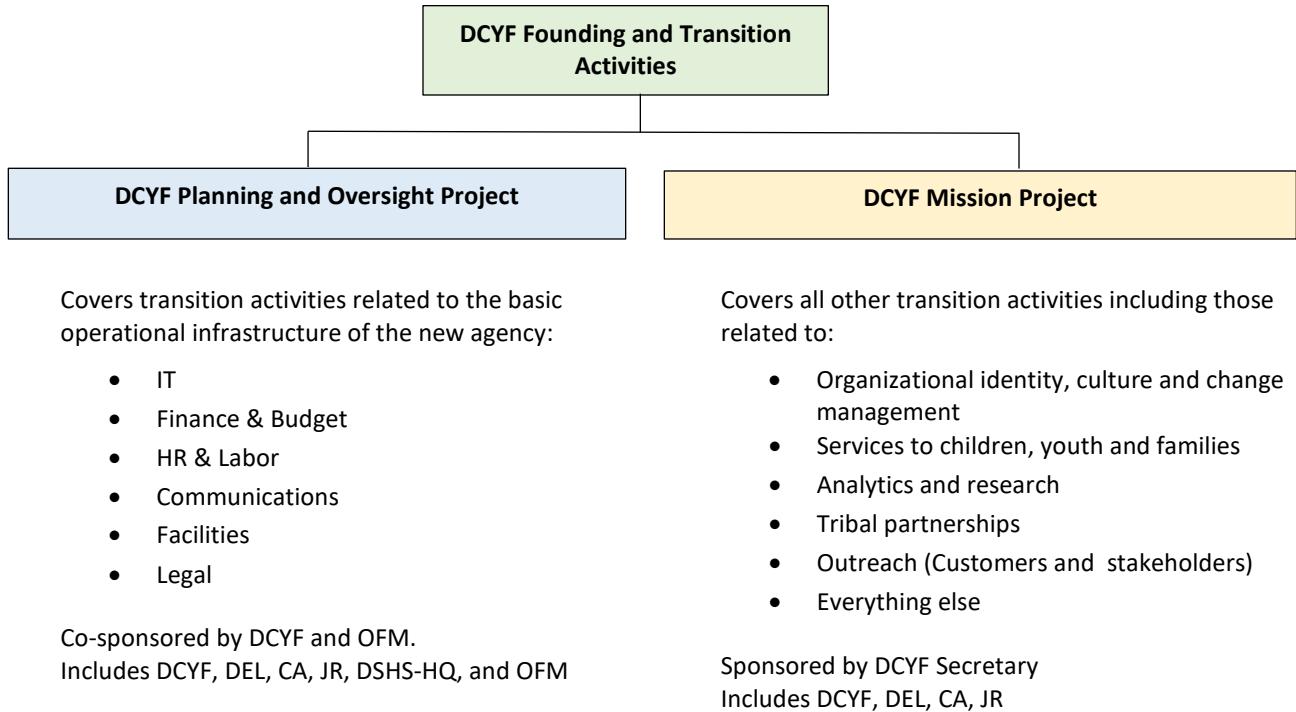 DCYF Founding and Transition
Activities
DCYF Planning and Oversight Project
Covers transition activities related to the basic
operational infrastructure of the new agency:
• IT
• Finance & Budget
• HR & Labor
• Communications
• Facilities
• Legal
Co-sponsored by DCYF and OFM.
Includes DCYF, DEL, CA, JR, DSHS-HQ, and OFM
DCYF Mission Project
Covers all other transition activities including those
related to:
• Organizational identity, culture and change
management
• Services to children, youth and families
• Analytics and research
• Tribal partnerships
• Outreach (Customers and stakeholders)
• Everything else
Sponsored by DCYF Secretary
Includes DCYF, DEL, CA, JR